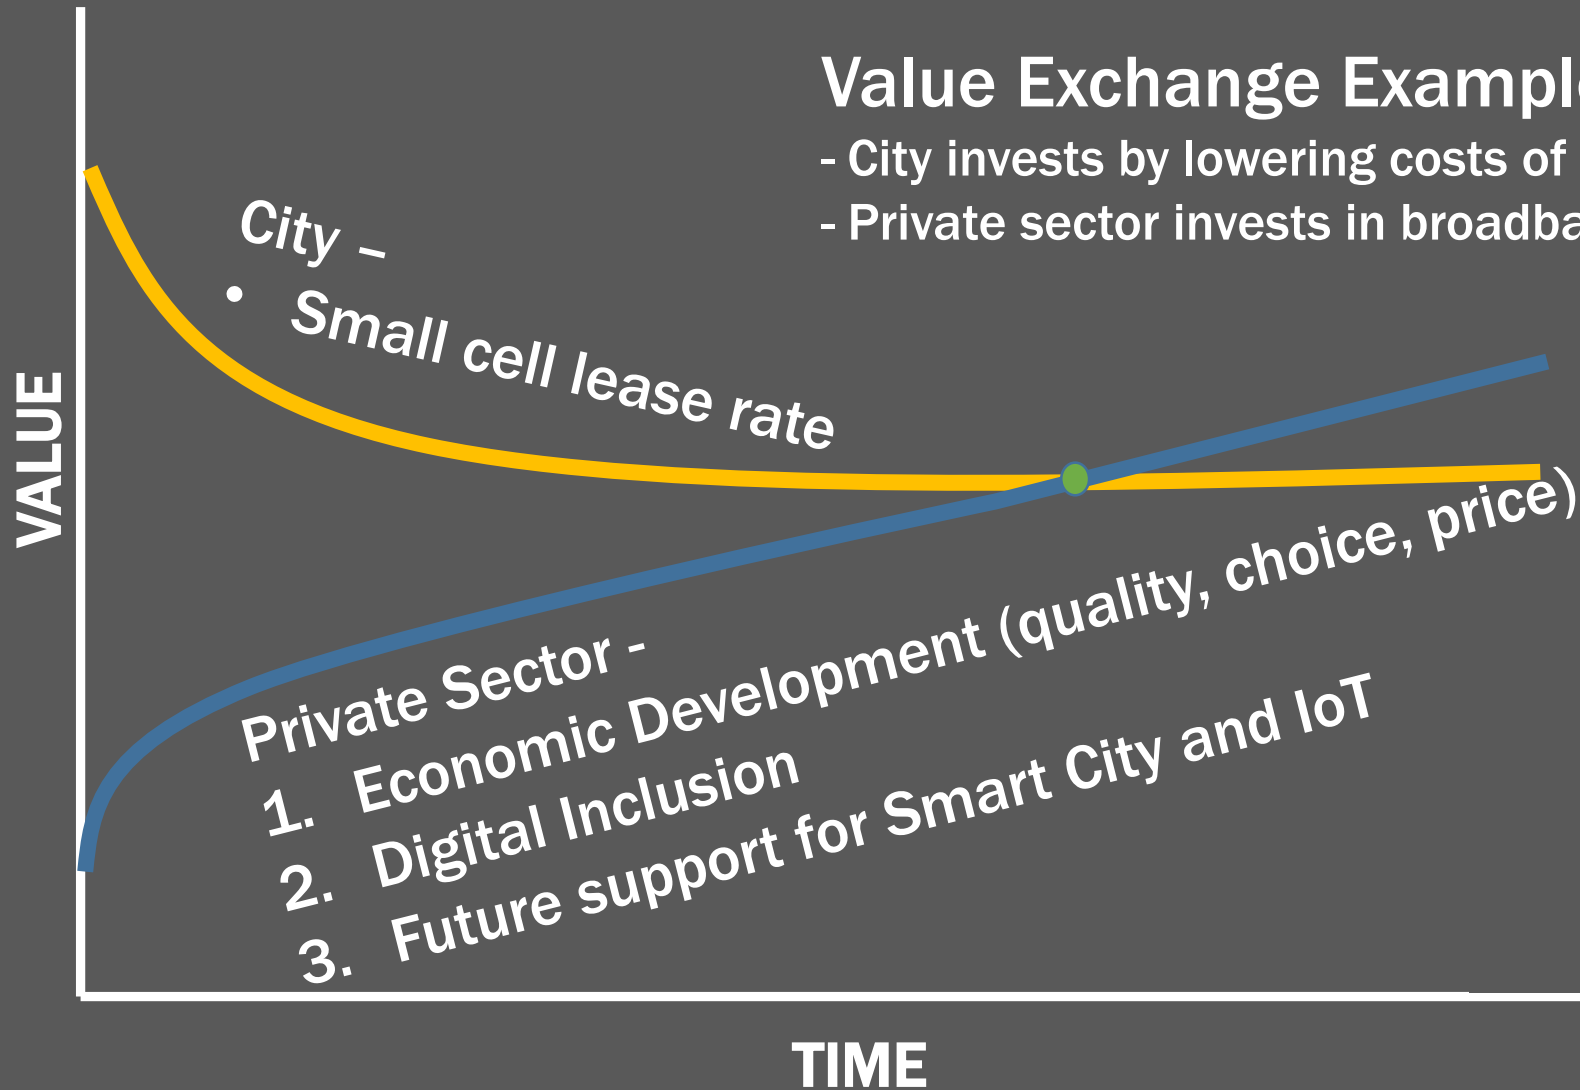 Value Exchange Example
- City invests by lowering costs of
- Private sector invests in
City –
• Small cell lease rate
VALUE
Private Sector -
1. Economic Development (quality, choice, price)
2. Digital Inclusion
3. Future support for Smart City and IoT
TIME